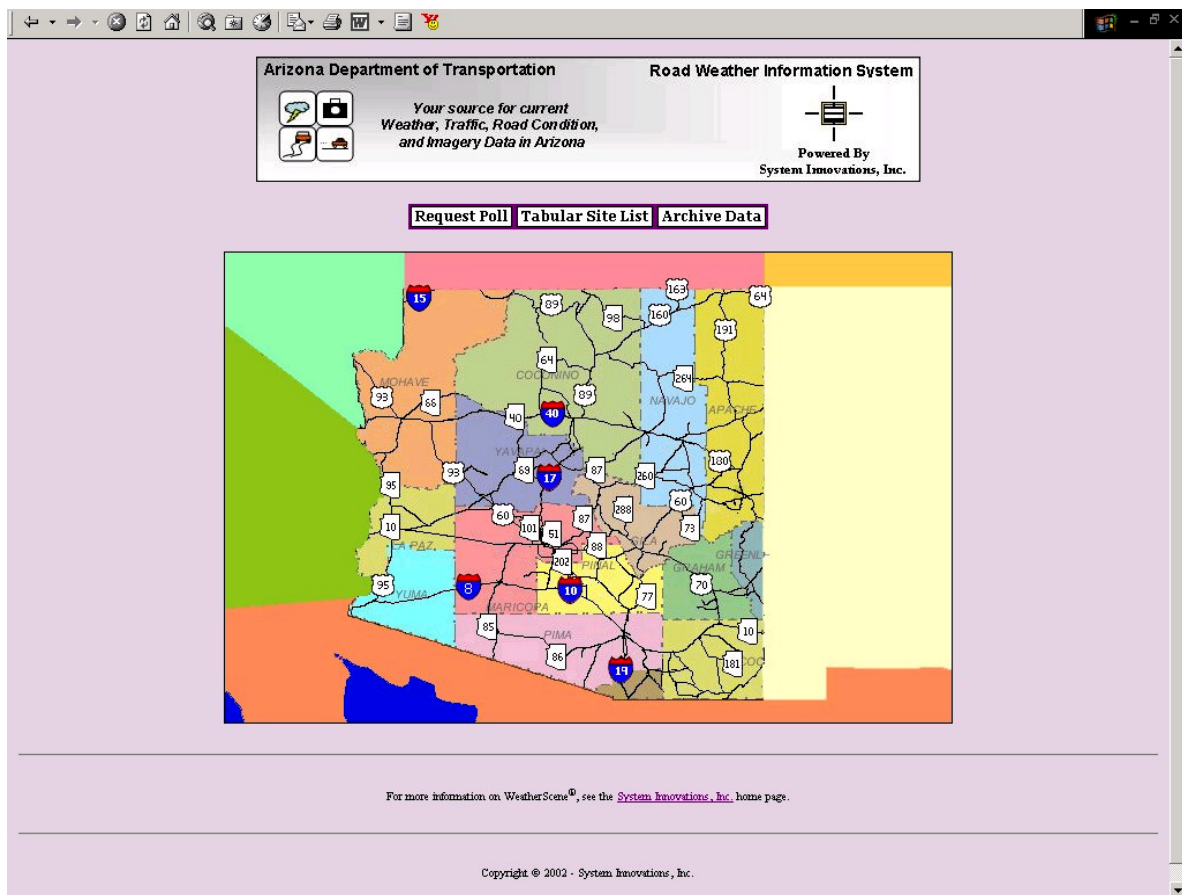 Arizona Department of Transportation
Road Weather Information System
Your source for current
Weather, Traffic, Road Condition,
and Imagery Data in Arizona
Powered By
System Innovations, Inc.
Request Poll Tabular Site List Archive Data
15
89
163
64
98
160
191
64
MOHAVE
COCONINO
264
93
66
89
NAVAJO
APACHE
40
40
YAVAPAI
93
69
17
87
260
180
95
60
101
51
87
288
60
73
10
LA PAZ
88
GILA
GREENL
202
PINAL
GRAHAM
95
YUMA
8
10
77
70
MARICOPA
85
PIMA
10
86
19
181
COC
For more information on WeatherScene®, see the System Innovations, Inc. home page.
Copyright © 2002 - System Innovations, Inc.